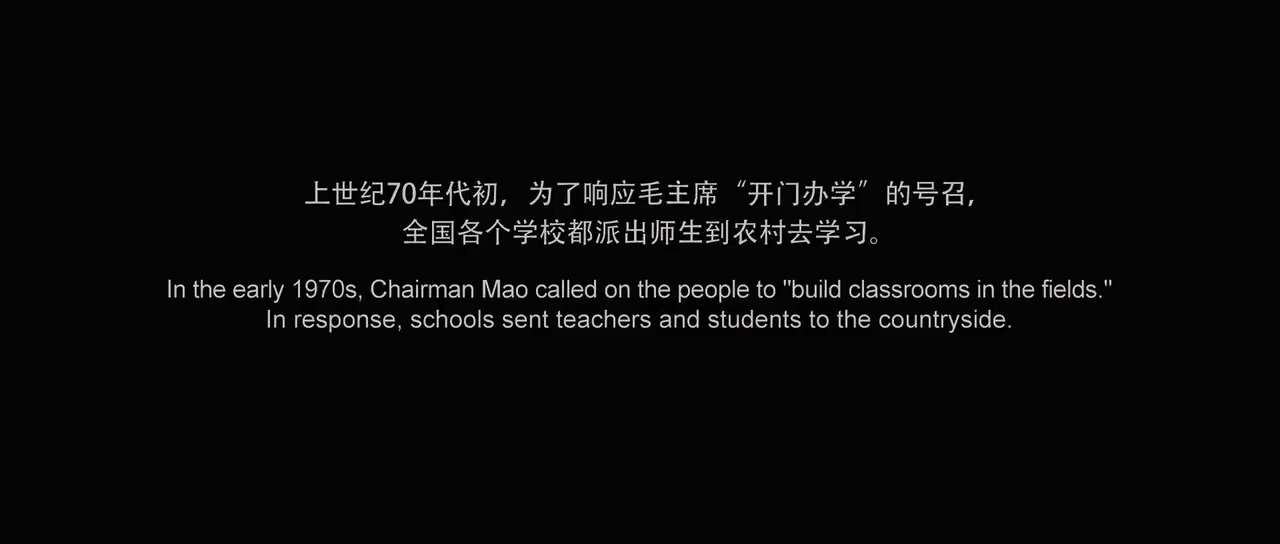 上世纪70年代初，为了响应毛主席“开门办学”的号召，
全国各个学校都派出师生到农村去学习。
In the early 1970s, Chairman Mao called on the people to "build classrooms in the fields."
In response, schools sent teachers and students to the countryside.